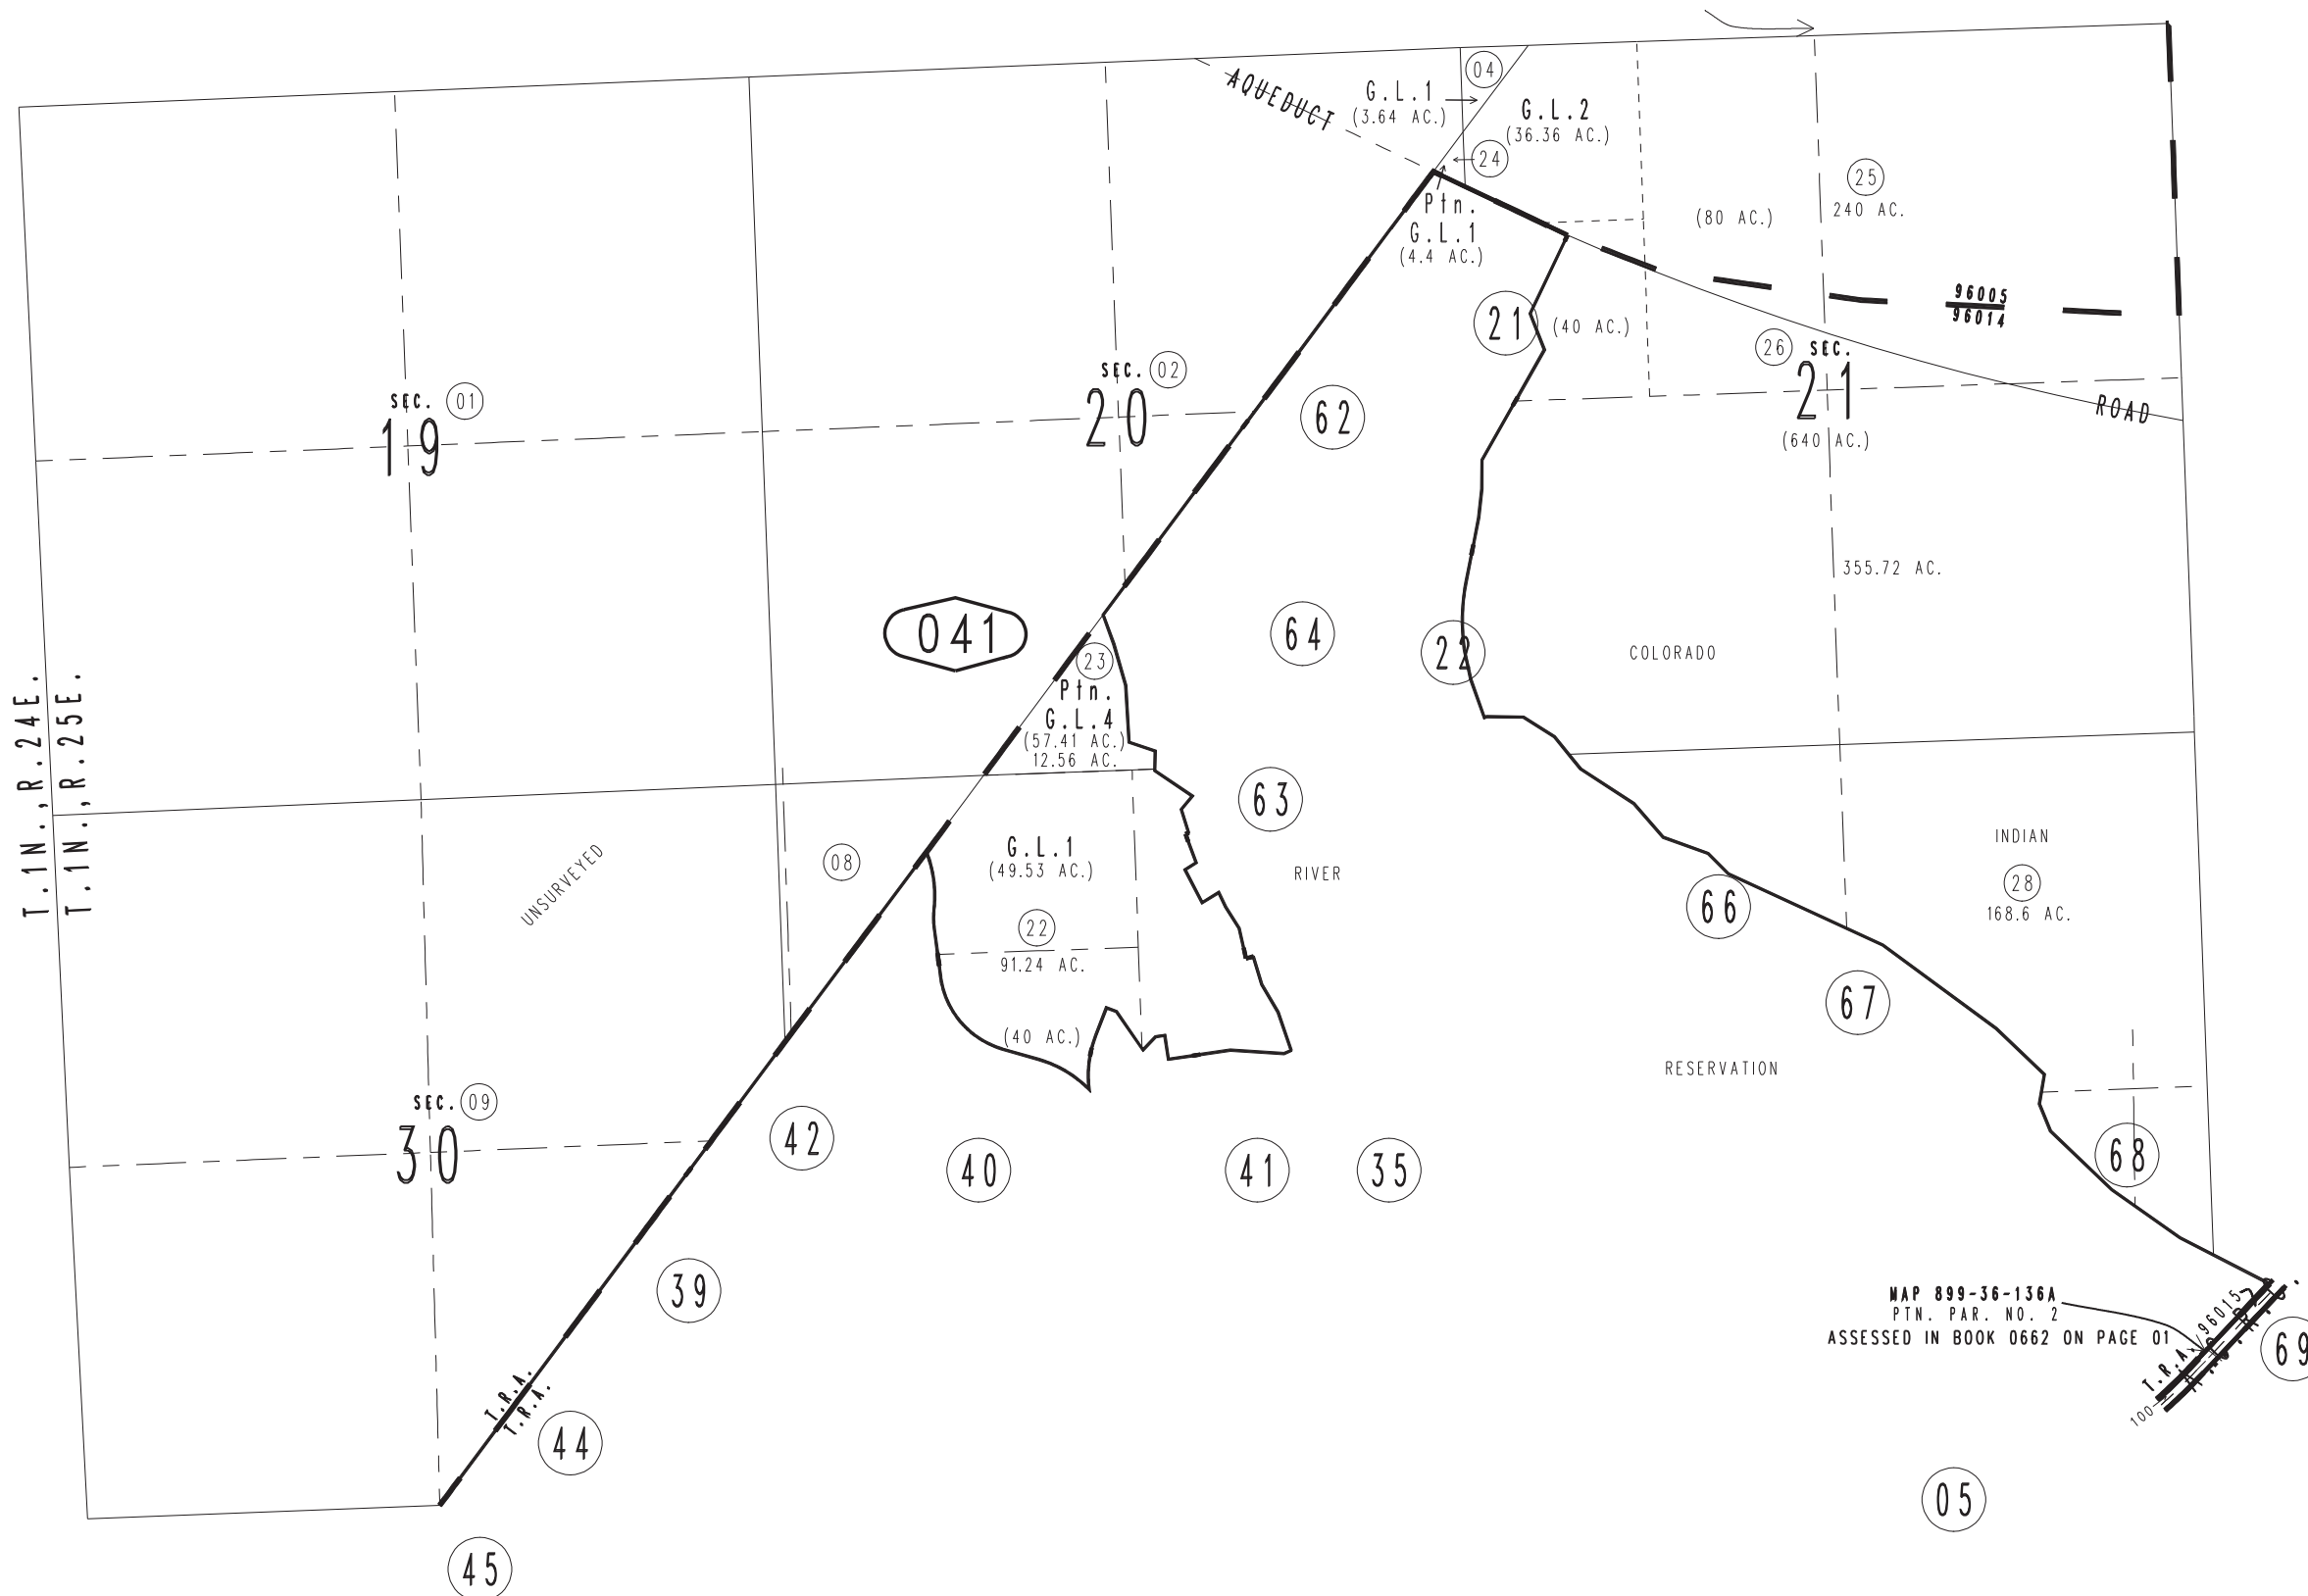 04
G.L.1
(3.64 AC.)
AQUEDUCT
G.L.2
(36.36 AC.)
24
25
240 AC.
(80 AC.)
Ptn.
G.L.1
(4.4 AC.)
96005
96014
21
(40 AC.)
26
SEC.
21
(640 AC.)
ROAD
SEC. 01
19
SEC. 02
20
62
355.72 AC.
041
64
22
COLORADO
23
Ptn.
G.L.4
(57.41 AC.)
12.56 AC.
T.1N.,R.24E.
T.1N.,R.25E.
63
UNSURVEYED
08
G.L.1
(49.53 AC.)
RIVER
INDIAN
28
168.6 AC.
66
22
91.24 AC.
67
(40 AC.)
RESERVATION
SEC. 09
30
42
40
41
35
68
39
MAP 899-36-136A
PTN. PAR. NO. 2
ASSESSED IN BOOK 0662 ON PAGE 01
T.R.A. 96015
100
69
T.R.A.
T.R.A.
44
05
45